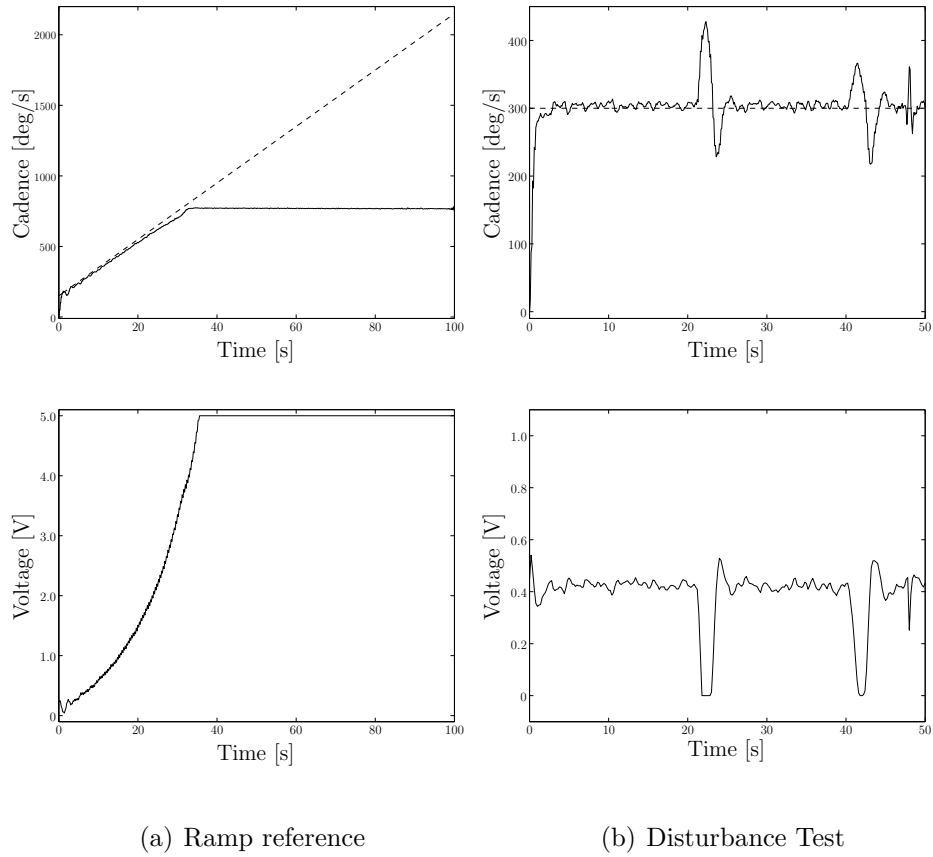 2000
1500
1000
500
0
Cadence [deg/s]
0 20 40 60 80 100
Time [s]
400
300
200
100
0
Cadence [deg/s]
0 10 20 30 40 50
Time [s]
5.0
4.0
3.0
2.0
1.0
0
Voltage [V]
0 20 40 60 80 100
Time [s]
1.0
0.8
0.6
0.4
0.2
0
Voltage [V]
0 10 20 30 40 50
Time [s]
(a) Ramp reference
(b) Disturbance Test